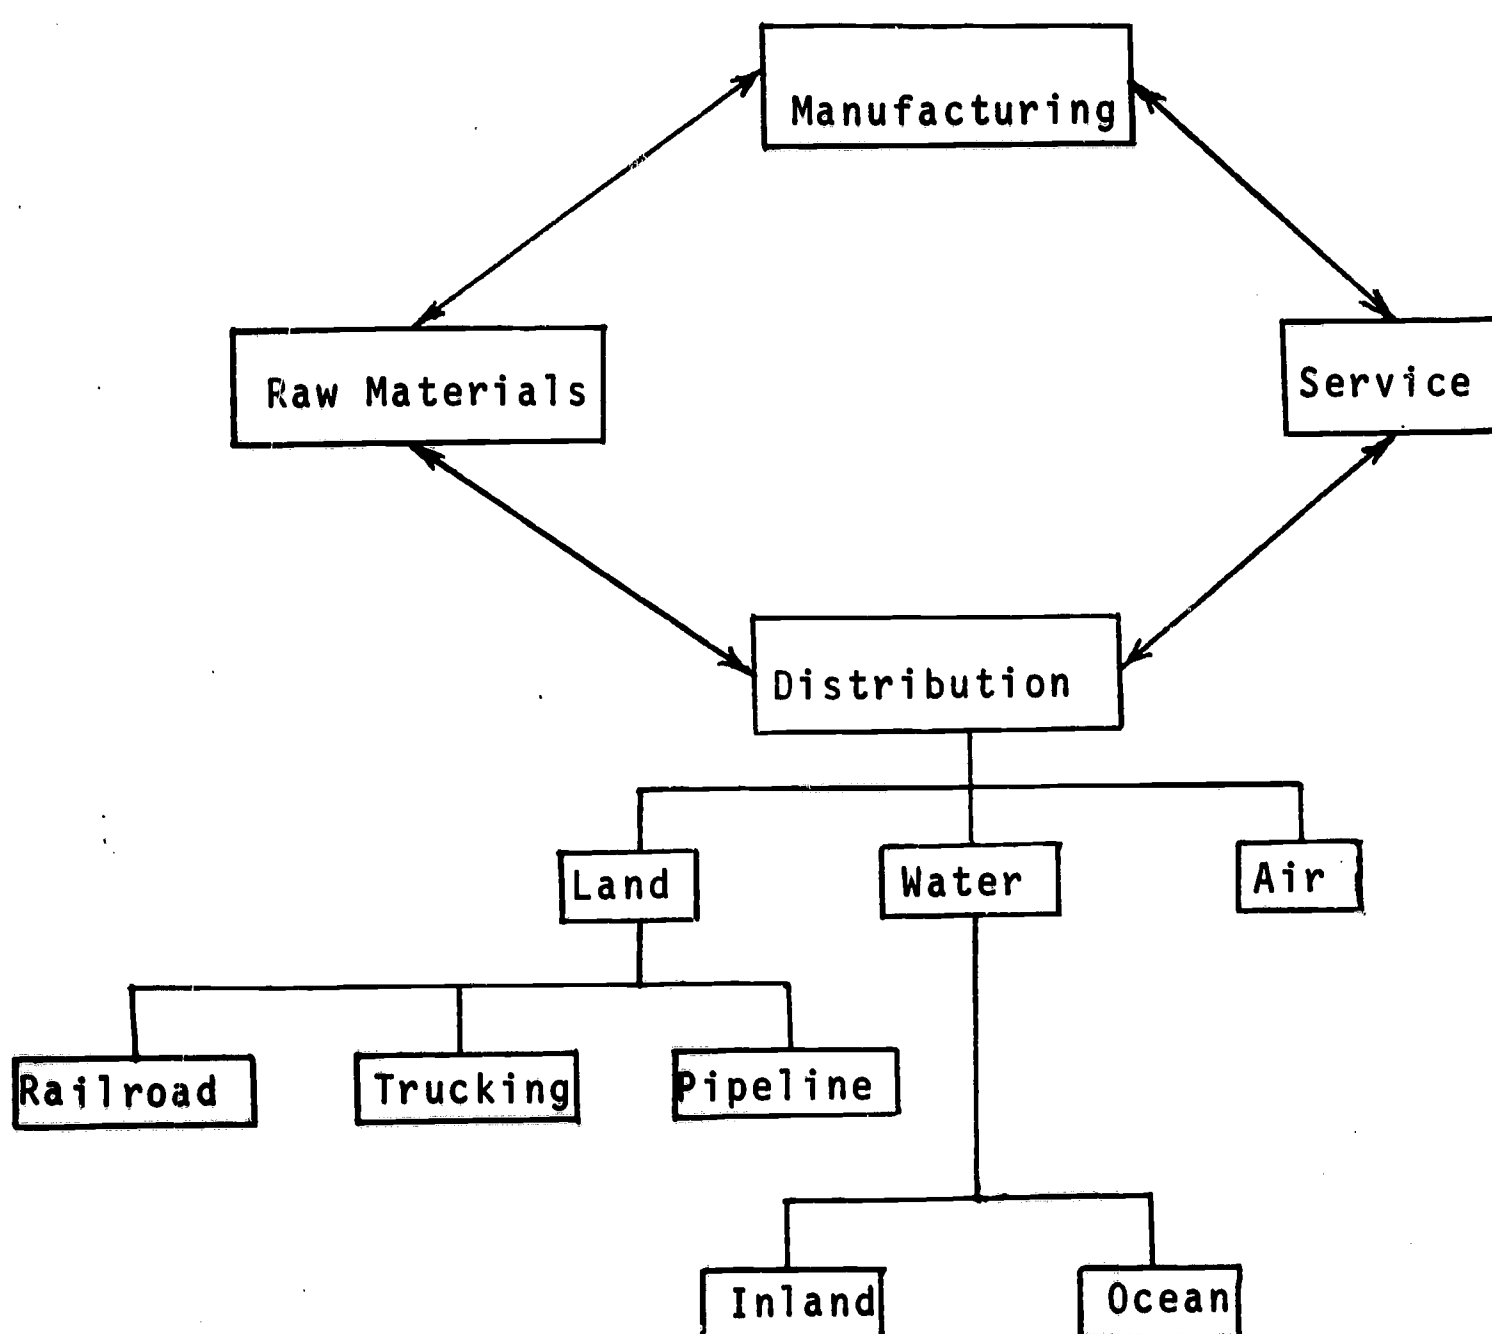 Manufacturing
Raw Materials
Service
Distribution
Land
Water
Air
Railroad
Trucking
Pipeline
Inland
Ocean